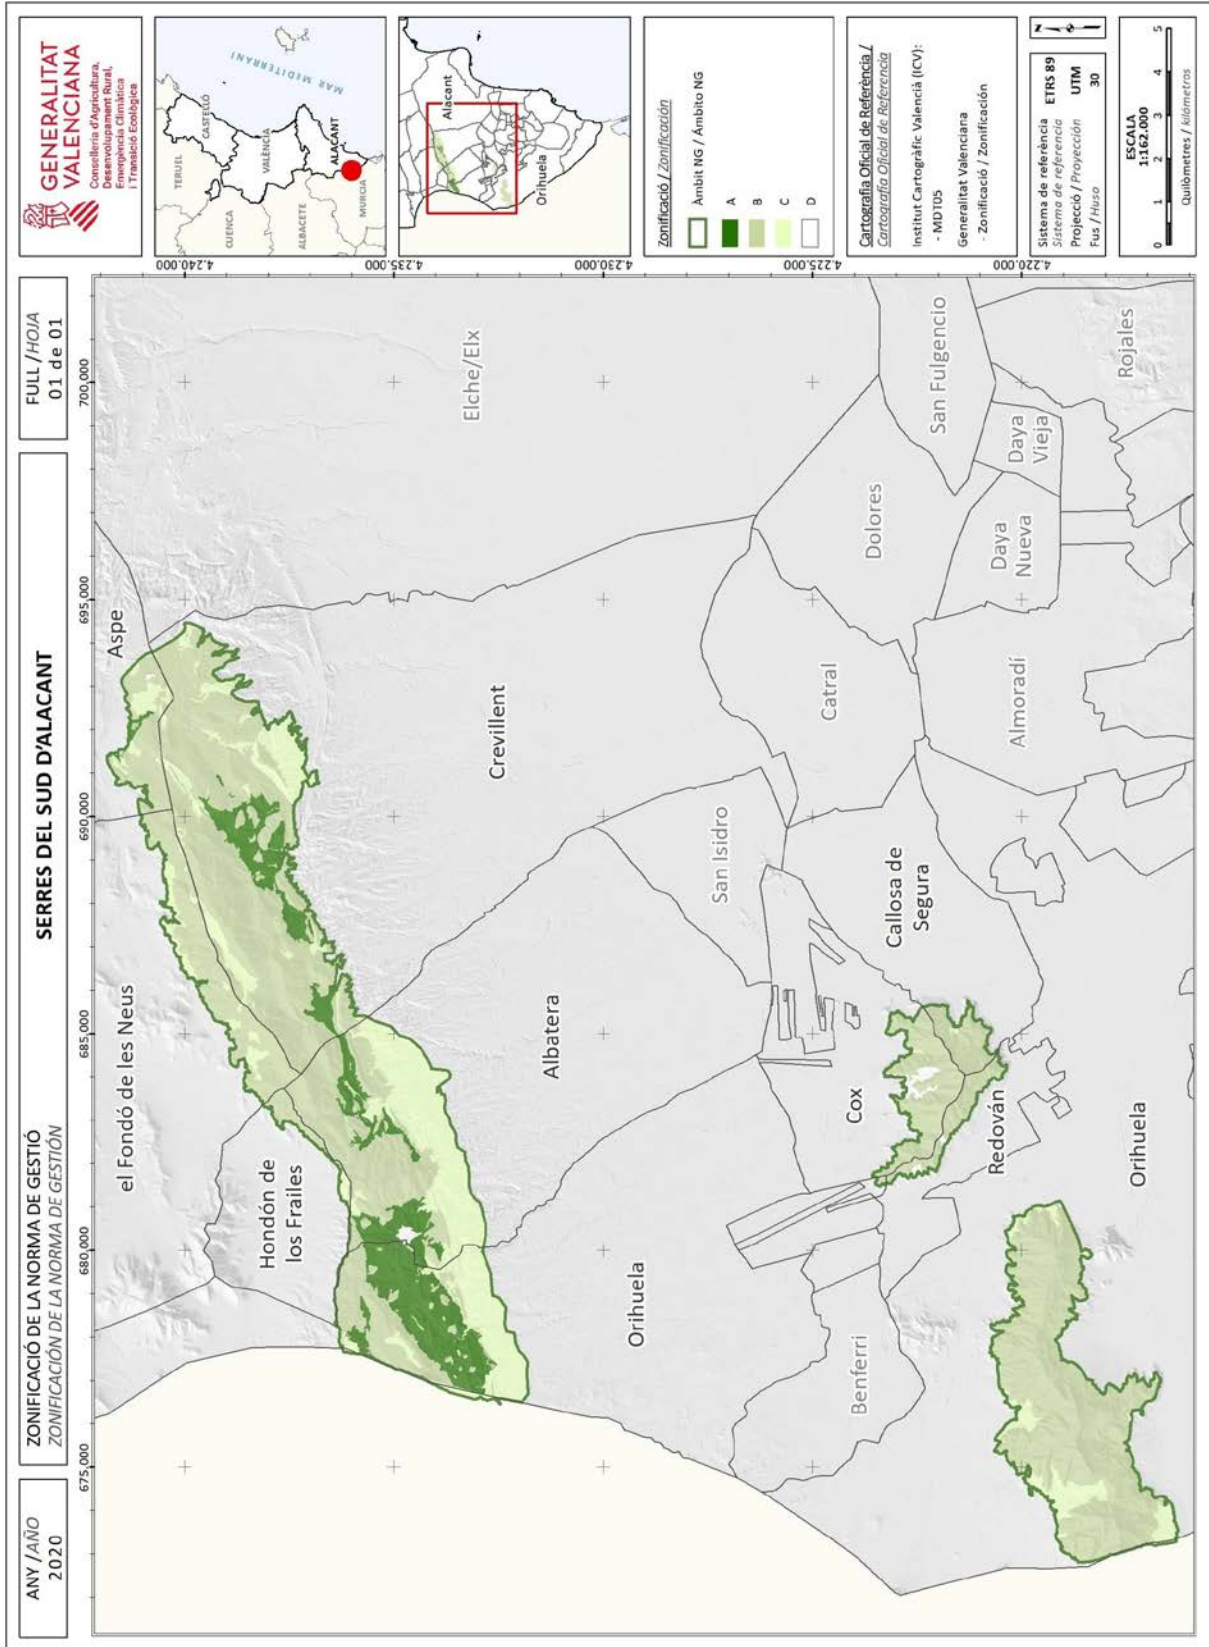 ANY /AÑO
2020
ZONIFICACIÓ DE LA NORMA DE GESTIÓ
ZONIFICACIÓN DE LA NORMA DE GESTIÓN
SERRES DEL SUD D'ALACANT
FULL /HOJA
01 de 01
GENERALITAT
VALENCIANA
Conselleria d'Agricultura,
Desenvolupament Rural,
Emergència Climàtica
i Transició Ecològica
TERUEL
CASTELLÓ
CUENCA
VALÈNCIA
MAR MEDITERRANI
ALBACETE
ALACANT
MURCIA
Alacant
Orihuela
Zonificació / Zonificación
Àmbit NG / Ámbito NG
A
B
C
D
Cartografia Oficial de Referència /
Cartografía Oficial de Referencia
Institut Cartogràfic Valencià (ICV):
- MDT05
Generalitat Valenciana
- Zonificació / Zonificación
Sistema de referència ETRS 89
Sistema de referencia
Projecció / Proyección UTM
Fus / Huso 30
N
ESCALA
1:162.000
0 1 2 3 4 5
Quilòmetres / kilómetros
675.000
680.000
685.000
690.000
695.000
700.000
4.240.000
4.235.000
4.230.000
4.225.000
4.220.000
el Fondó de les Neus
Aspe
Hondón de
los Frailes
Elche/Elx
Crevillent
Albatera
Orihuela
San Isidro
Catral
Dolores
San Fulgencio
Daya
Vieja
Daya
Nueva
Rojales
Almoradí
Callosa de
Segura
Cox
Redován
Benferri
Orihuela